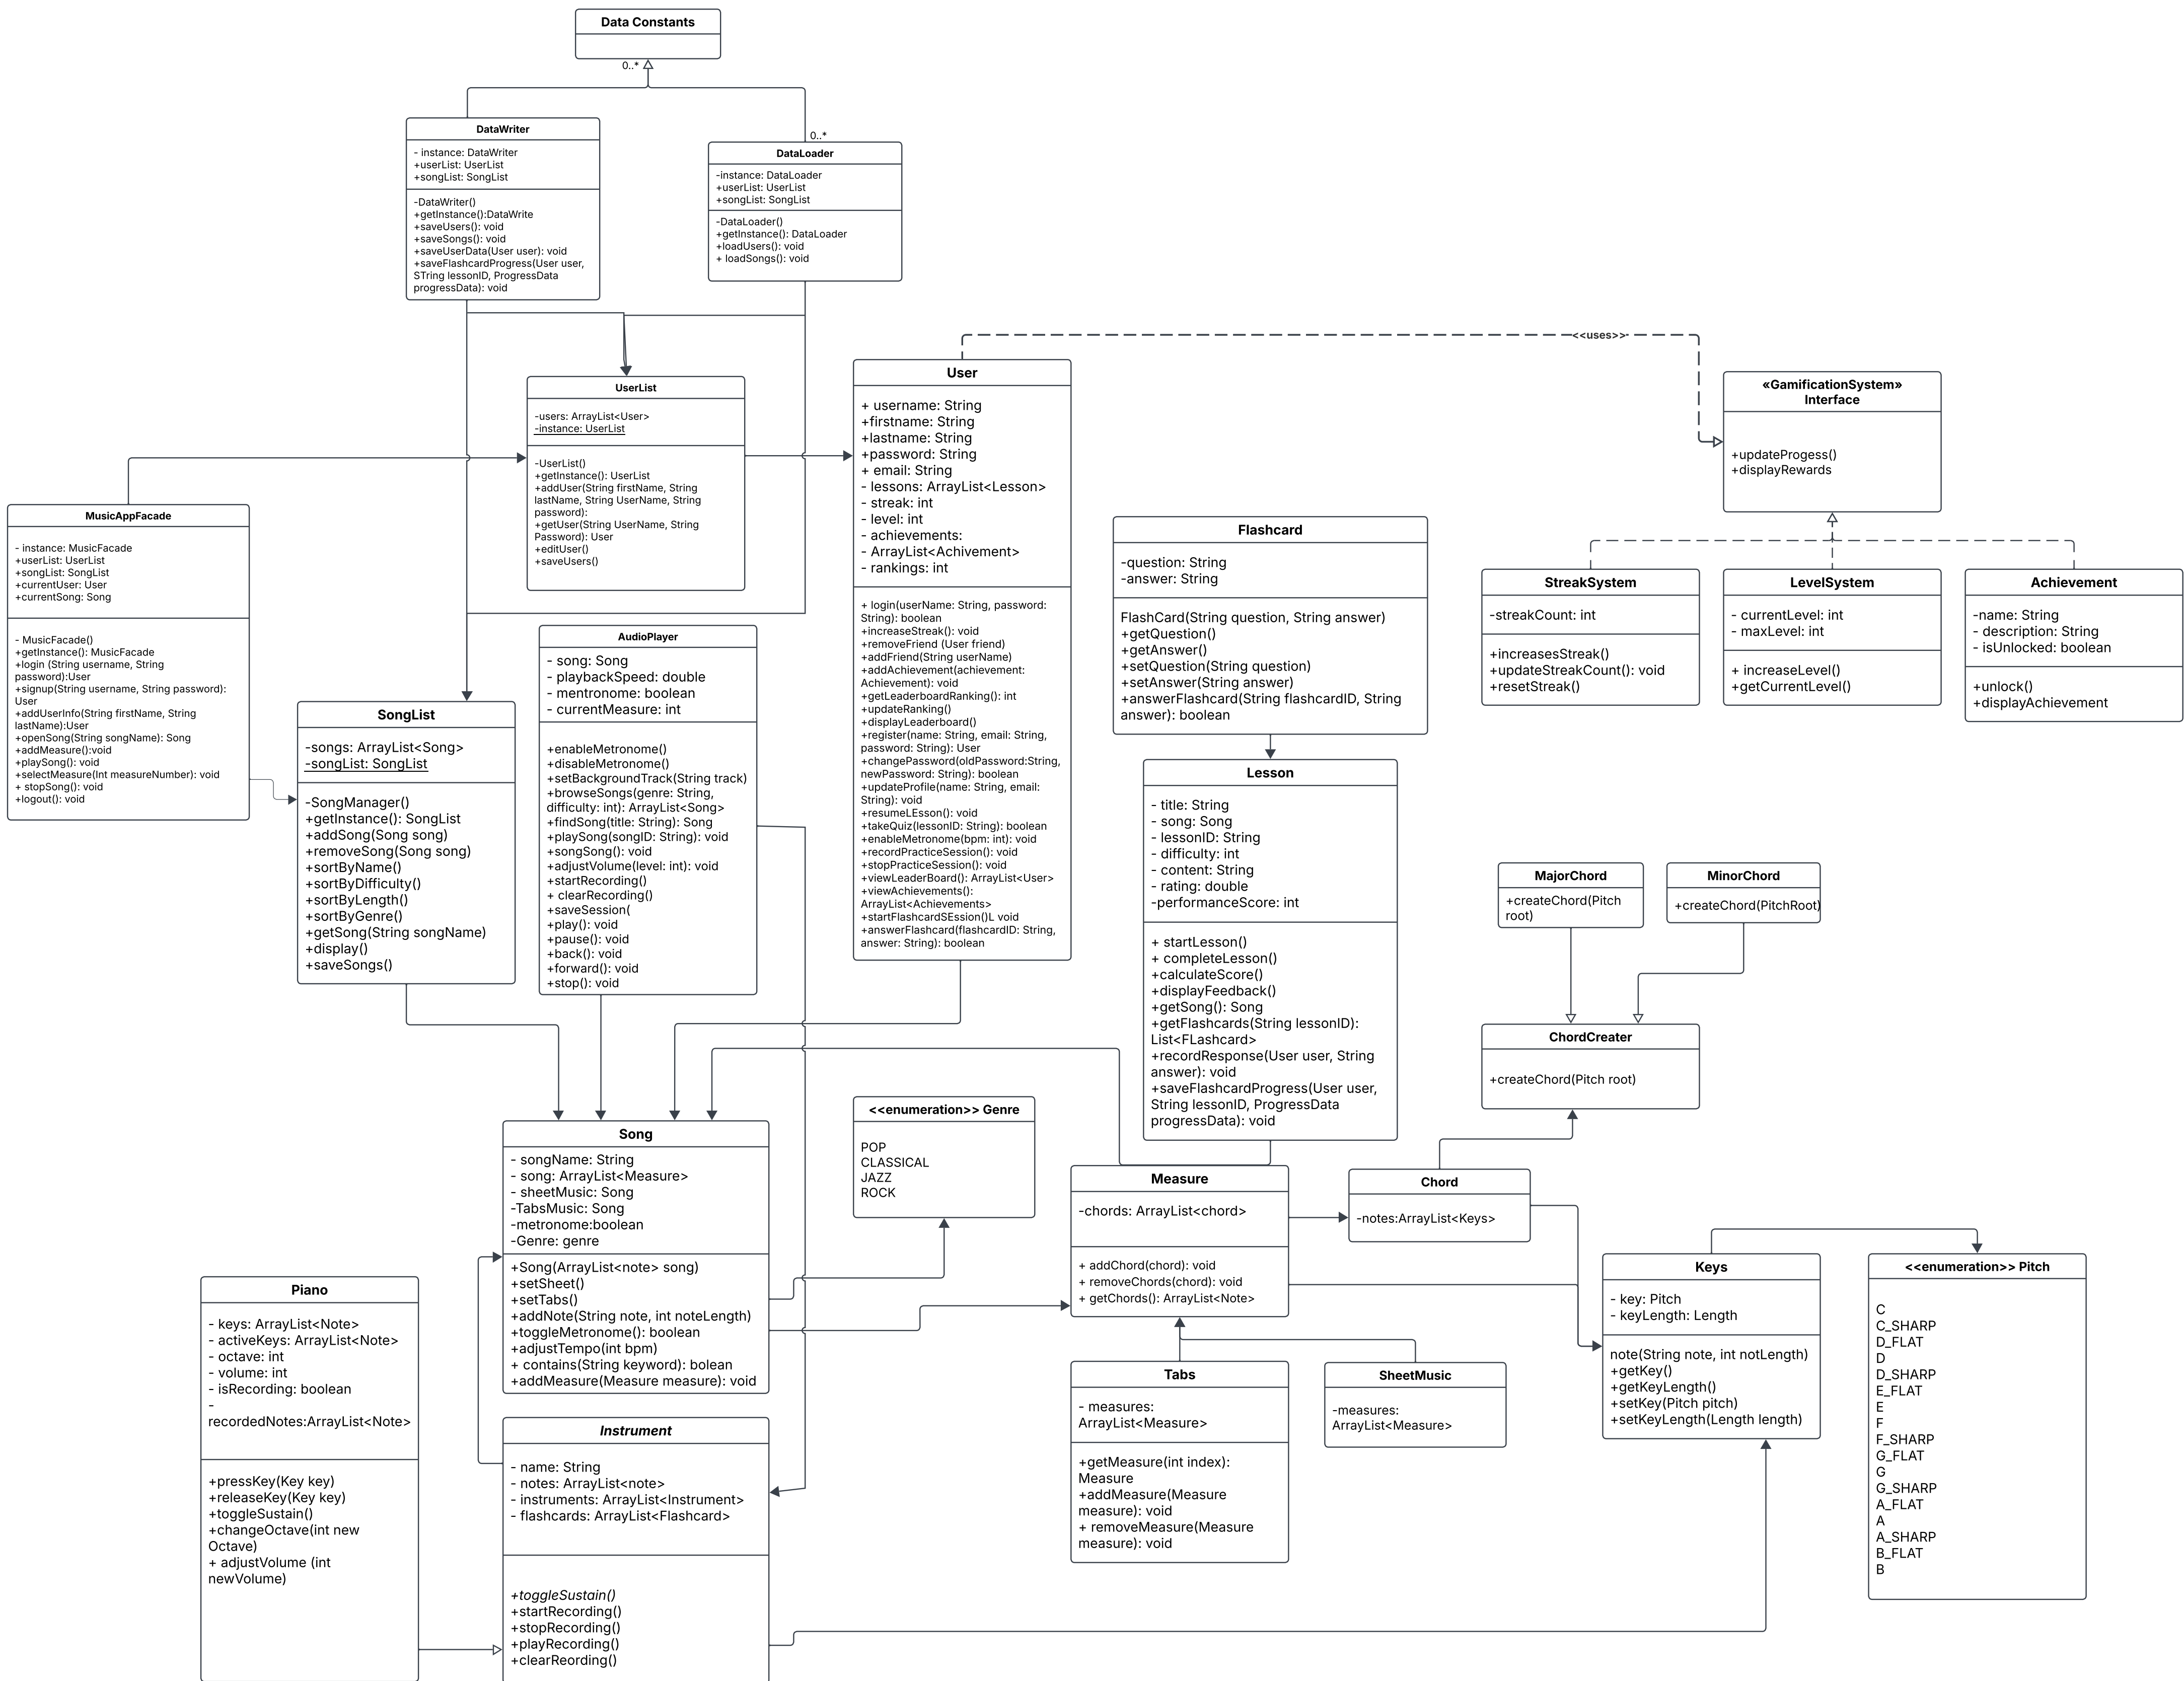 Data Constants
0..*
0..*
DataWriter
- instance: DataWriter
+userList: UserList
+songList: SongList
-DataWriter()
+getInstance():DataWrite
+saveUsers(): void
+saveSongs(): void
+saveUserData(User user): void
+saveFlashcardProgress(User user,
STring lessonID, ProgressData
progressData): void
DataLoader
-instance: DataLoader
+userList: UserList
+songList: SongList
-DataLoader()
+getInstance(): DataLoader
+loadUsers(): void
+ loadSongs(): void
<<uses>>
UserList
-users: ArrayList<User>
-instance: UserList
-UserList()
+getInstance(): UserList
+addUser(String firstName, String
lastName, String UserName, String
password):
+getUser(String UserName, String
Password): User
+editUser()
+saveUsers()
User
+ username: String
+firstname: String
+lastname: String
+password: String
+ email: String
- lessons: ArrayList<Lesson>
- streak: int
- level: int
- achievements:
- ArrayList<Achivement>
- rankings: int
+ login(userName: String, password:
String): boolean
+increaseStreak(): void
+removeFriend (User friend)
+addFriend(String userName)
+addAchievement(achievement:
Achievement): void
+getLeaderboardRanking(): int
+updateRanking()
+displayLeaderboard()
+register(name: String, email: String,
password: String): User
+changePassword(oldPassword:String,
newPassword: String): boolean
+updateProfile(name: String, email:
String): void
+resumeLEsson(): void
+takeQuiz(lessonID: String): boolean
+enableMetronome(bpm: int): void
+recordPracticeSession(): void
+stopPracticeSession(): void
+viewLeaderBoard(): ArrayList<User>
+viewAchievements():
ArrayList<Achievements>
+startFlashcardSEssion()L void
+answerFlashcard(flashcardID: String,
answer: String): boolean
«GamificationSystem»
Interface
+updateProgess()
+displayRewards
MusicAppFacade
- instance: MusicFacade
+userList: UserList
+songList: SongList
+currentUser: User
+currentSong: Song
- MusicFacade()
+getInstance(): MusicFacade
+login (String username, String
password):User
+signup(String username, String password):
User
+addUserInfo(String firstName, String
lastName):User
+openSong(String songName): Song
+addMeasure():void
+playSong(): void
+selectMeasure(Int measureNumber): void
+ stopSong(): void
+logout(): void
Flashcard
-question: String
-answer: String
FlashCard(String question, String answer)
+getQuestion()
+getAnswer()
+setQuestion(String question)
+setAnswer(String answer)
+answerFlashcard(String flashcardID, String
answer): boolean
StreakSystem
-streakCount: int
+increasesStreak()
+updateStreakCount(): void
+resetStreak()
LevelSystem
- currentLevel: int
- maxLevel: int
+ increaseLevel()
+getCurrentLevel()
Achievement
-name: String
- description: String
- isUnlocked: boolean
+unlock()
+displayAchievement
AudioPlayer
- song: Song
- playbackSpeed: double
- mentronome: boolean
- currentMeasure: int
+enableMetronome()
+disableMetronome()
+setBackgroundTrack(String track)
+browseSongs(genre: String,
difficulty: int): ArrayList<Song>
+findSong(title: String): Song
+playSong(songID: String): void
+songSong(): void
+adjustVolume(level: int): void
+startRecording()
+ clearRecording()
+saveSession(
+play(): void
+pause(): void
+back(): void
+forward(): void
+stop(): void
SongList
-songs: ArrayList<Song>
-songList: SongList
-SongManager()
+getInstance(): SongList
+addSong(Song song)
+removeSong(Song song)
+sortByName()
+sortByDifficulty()
+sortByLength()
+sortByGenre()
+getSong(String songName)
+display()
+saveSongs()
Lesson
- title: String
- song: Song
- lessonID: String
- difficulty: int
- content: String
- rating: double
-performanceScore: int
+ startLesson()
+ completeLesson()
+calculateScore()
+displayFeedback()
+getSong(): Song
+getFlashcards(String lessonID):
List<FLashcard>
+recordResponse(User user, String
answer): void
+saveFlashcardProgress(User user,
String lessonID, ProgressData
progressData): void
MajorChord
+createChord(Pitch
root)
MinorChord
+createChord(PitchRoot)
ChordCreater
+createChord(Pitch root)
<<enumeration>> Genre
POP
CLASSICAL
JAZZ
ROCK
Song
- songName: String
- song: ArrayList<Measure>
- sheetMusic: Song
-TabsMusic: Song
-metronome:boolean
-Genre: genre
+Song(ArrayList<note> song)
+setSheet()
+setTabs()
+addNote(String note, int noteLength)
+toggleMetronome(): boolean
+adjustTempo(int bpm)
+ contains(String keyword): bolean
+addMeasure(Measure measure): void
Measure
-chords: ArrayList<chord>
+ addChord(chord): void
+ removeChords(chord): void
+ getChords(): ArrayList<Note>
Chord
-notes:ArrayList<Keys>
Keys
- key: Pitch
- keyLength: Length
note(String note, int notLength)
+getKey()
+getKeyLength()
+setKey(Pitch pitch)
+setKeyLength(Length length)
<<enumeration>> Pitch
C
C_SHARP
D_FLAT
D
D_SHARP
E_FLAT
E
F
F_SHARP
G_FLAT
G
G_SHARP
A_FLAT
A
A_SHARP
B_FLAT
B
Piano
- keys: ArrayList<Note>
- activeKeys: ArrayList<Note>
- octave: int
- volume: int
- isRecording: boolean
-
recordedNotes:ArrayList<Note>
+pressKey(Key key)
+releaseKey(Key key)
+toggleSustain()
+changeOctave(int new
Octave)
+ adjustVolume (int
newVolume)
Tabs
- measures:
ArrayList<Measure>
+getMeasure(int index):
Measure
+addMeasure(Measure
measure): void
+ removeMeasure(Measure
measure): void
SheetMusic
-measures:
ArrayList<Measure>
Instrument
- name: String
- notes: ArrayList<note>
- instruments: ArrayList<Instrument>
- flashcards: ArrayList<Flashcard>
+toggleSustain()
+startRecording()
+stopRecording()
+playRecording()
+clearReording()